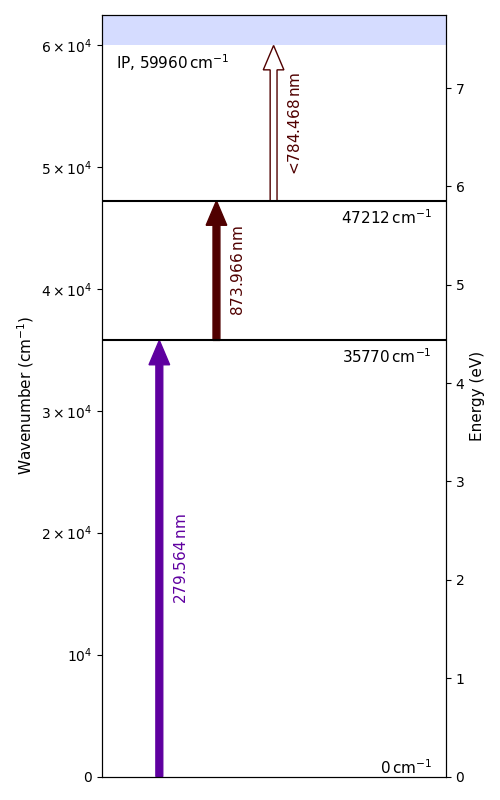 Wavenumber (cm⁻¹)
6 × 10⁴
5 × 10⁴
4 × 10⁴
3 × 10⁴
2 × 10⁴
10⁴
0
IP, 59960 cm⁻¹
<784.468 nm
47212 cm⁻¹
873.966 nm
35770 cm⁻¹
279.564 nm
0 cm⁻¹
7
6
5
4
3
2
1
0
Energy (eV)